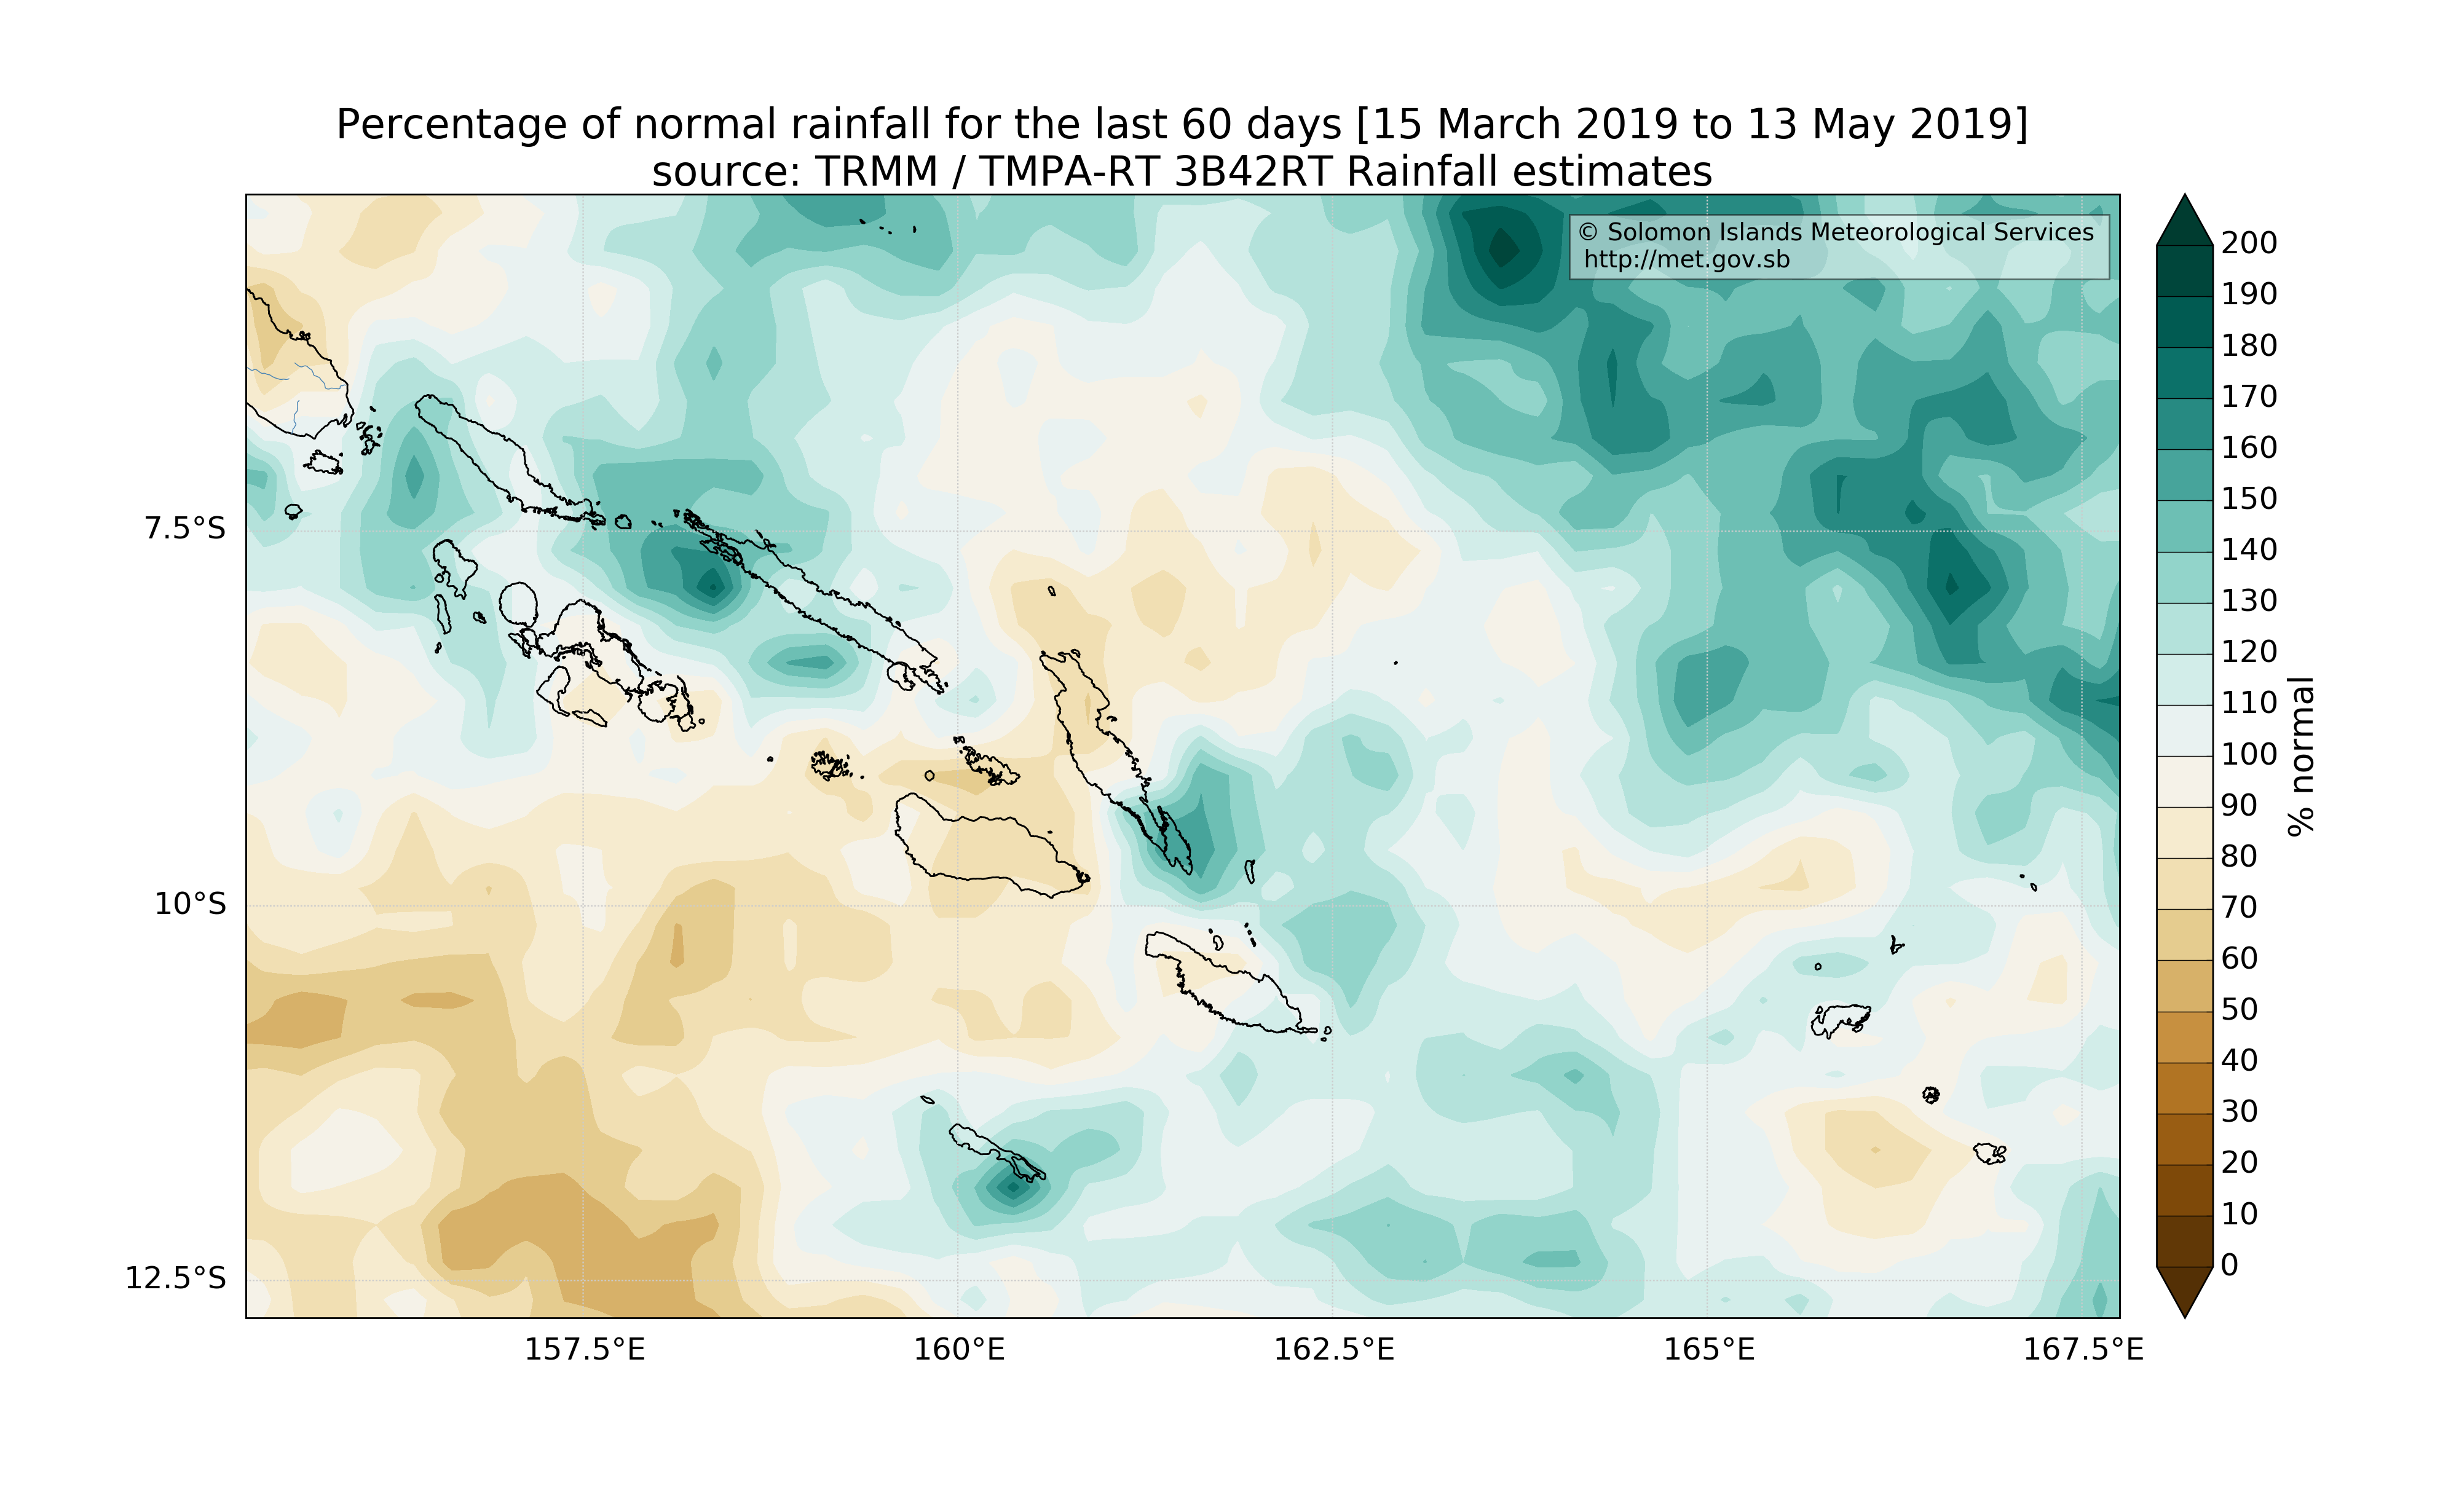 Percentage of normal rainfall for the last 60 days [15 March 2019 to 13 May 2019]
source: TRMM / TMPA-RT 3B42RT Rainfall estimates
© Solomon Islands Meteorological Services
http://met.gov.sb
7.5°S
10°S
12.5°S
157.5°E
160°E
162.5°E
165°E
167.5°E
200
190
180
170
160
150
140
130
120
110
100
90
80
70
60
50
40
30
20
10
0
% normal